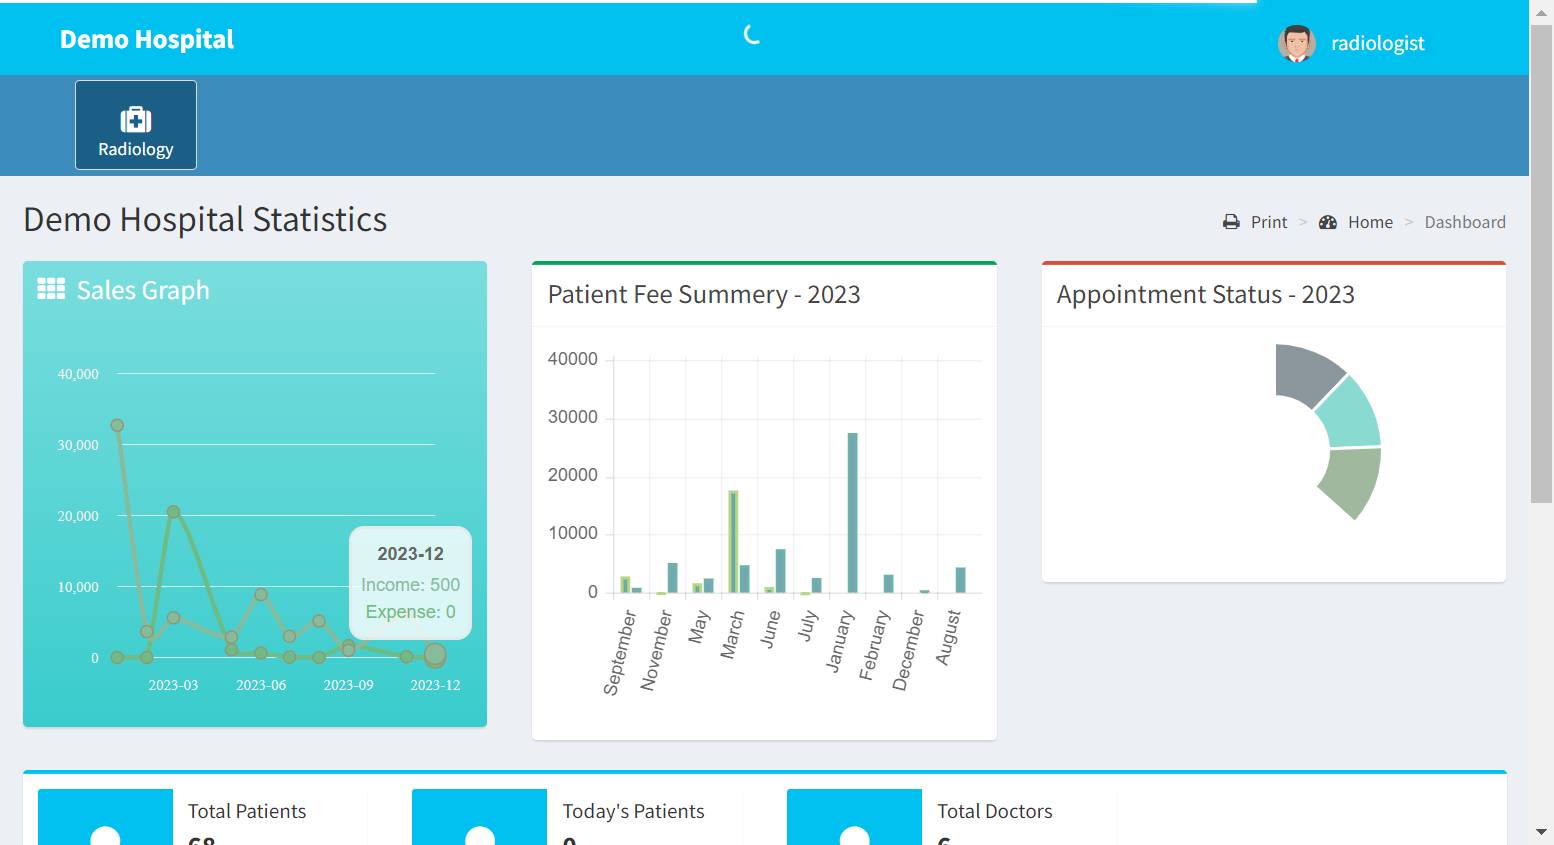 Demo Hospital
radiologist
Radiology
Demo Hospital Statistics
Print > Home > Dashboard
Sales Graph
40,000
30,000
20,000
10,000
0
2023-03
2023-06
2023-09
2023-12
2023-12
Income: 500
Expense: 0
Patient Fee Summery - 2023
40000
30000
20000
10000
0
September
November
May
March
June
July
January
February
December
August
Appointment Status - 2023
Total Patients
68
Today's Patients
0
Total Doctors
6